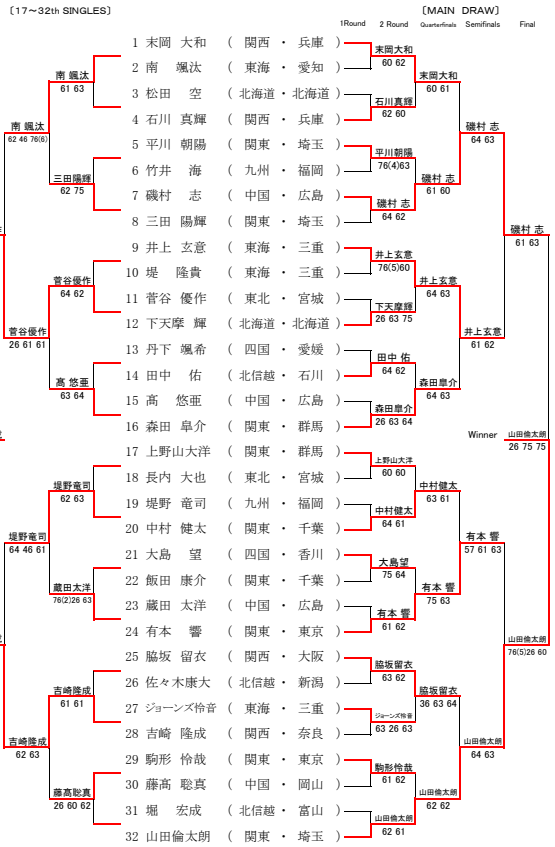 〔17～32th SINGLES〕
〔MAIN DRAW〕
1Round 2 Round Quarterfinals Semifinals Final
1 末岡 大和 （ 関西 ・ 兵庫 ）
2 南 颯汰 （ 東海 ・ 愛知 ）
3 松田 空 （ 北海道 ・ 北海道 ）
4 石川 真輝 （ 関西 ・ 兵庫 ）
5 平川 朝陽 （ 関東 ・ 埼玉 ）
6 竹井 海 （ 九州 ・ 福岡 ）
7 磯村 志 （ 中国 ・ 広島 ）
8 三田 陽輝 （ 関東 ・ 埼玉 ）
9 井上 玄意 （ 東海 ・ 三重 ）
10 堤 隆貴 （ 東海 ・ 三重 ）
11 菅谷 優作 （ 東北 ・ 宮城 ）
12 下天摩 輝 （ 北海道 ・ 北海道 ）
13 丹下 颯希 （ 四国 ・ 愛媛 ）
14 田中 佑 （ 北信越 ・ 石川 ）
15 髙 悠亜 （ 中国 ・ 広島 ）
16 森田 皐介 （ 関東 ・ 群馬 ）
17 上野山大洋 （ 関東 ・ 群馬 ）
18 長内 大也 （ 東北 ・ 宮城 ）
19 堤野 竜司 （ 九州 ・ 福岡 ）
20 中村 健太 （ 関東 ・ 千葉 ）
21 大島 望 （ 四国 ・ 香川 ）
22 飯田 康介 （ 関東 ・ 千葉 ）
23 蔵田 太洋 （ 中国 ・ 広島 ）
24 有本 響 （ 関東 ・ 東京 ）
25 脇坂 留衣 （ 関西 ・ 大阪 ）
26 佐々木康大 （ 北信越 ・ 新潟 ）
27 ジョーンズ怜音 （ 東海 ・ 三重 ）
28 吉崎 隆成 （ 関西 ・ 奈良 ）
29 駒形 怜哉 （ 関東 ・ 東京 ）
30 藤髙 聡真 （ 中国 ・ 岡山 ）
31 堀 宏成 （ 北信越 ・ 富山 ）
32 山田倫太朗 （ 関東 ・ 埼玉 ）
南 颯汰
61 63
三田陽輝
62 75
菅谷優作
64 62
髙 悠亜
63 64
堤野竜司
62 63
蔵田太洋
76(2)26 63
吉崎隆成
61 61
藤髙聡真
26 60 62
南 颯汰
62 46 76(6)
菅谷優作
26 61 61
堤野竜司
64 46 61
吉崎隆成
62 63
末岡大和
60 62
石川真輝
62 60
平川朝陽
76(4)63
磯村 志
64 62
井上玄意
76(5)60
下天摩輝
26 63 75
田中 佑
64 62
森田皐介
26 63 64
上野山大洋
60 60
中村健太
64 61
大島望
75 64
有本 響
61 62
脇坂留衣
63 62
ジョーンズ怜音
63 26 63
駒形怜哉
61 62
山田倫太朗
62 61
末岡大和
60 61
磯村 志
61 60
井上玄意
64 63
森田皐介
64 63
中村健太
63 61
有本 響
75 63
脇坂留衣
36 63 64
山田倫太朗
62 62
磯村 志
64 63
井上玄意
61 62
有本 響
57 61 63
山田倫太朗
64 63
磯村 志
61 63
山田倫太朗
76(5)26 60
Winner
山田倫太朗
26 75 75